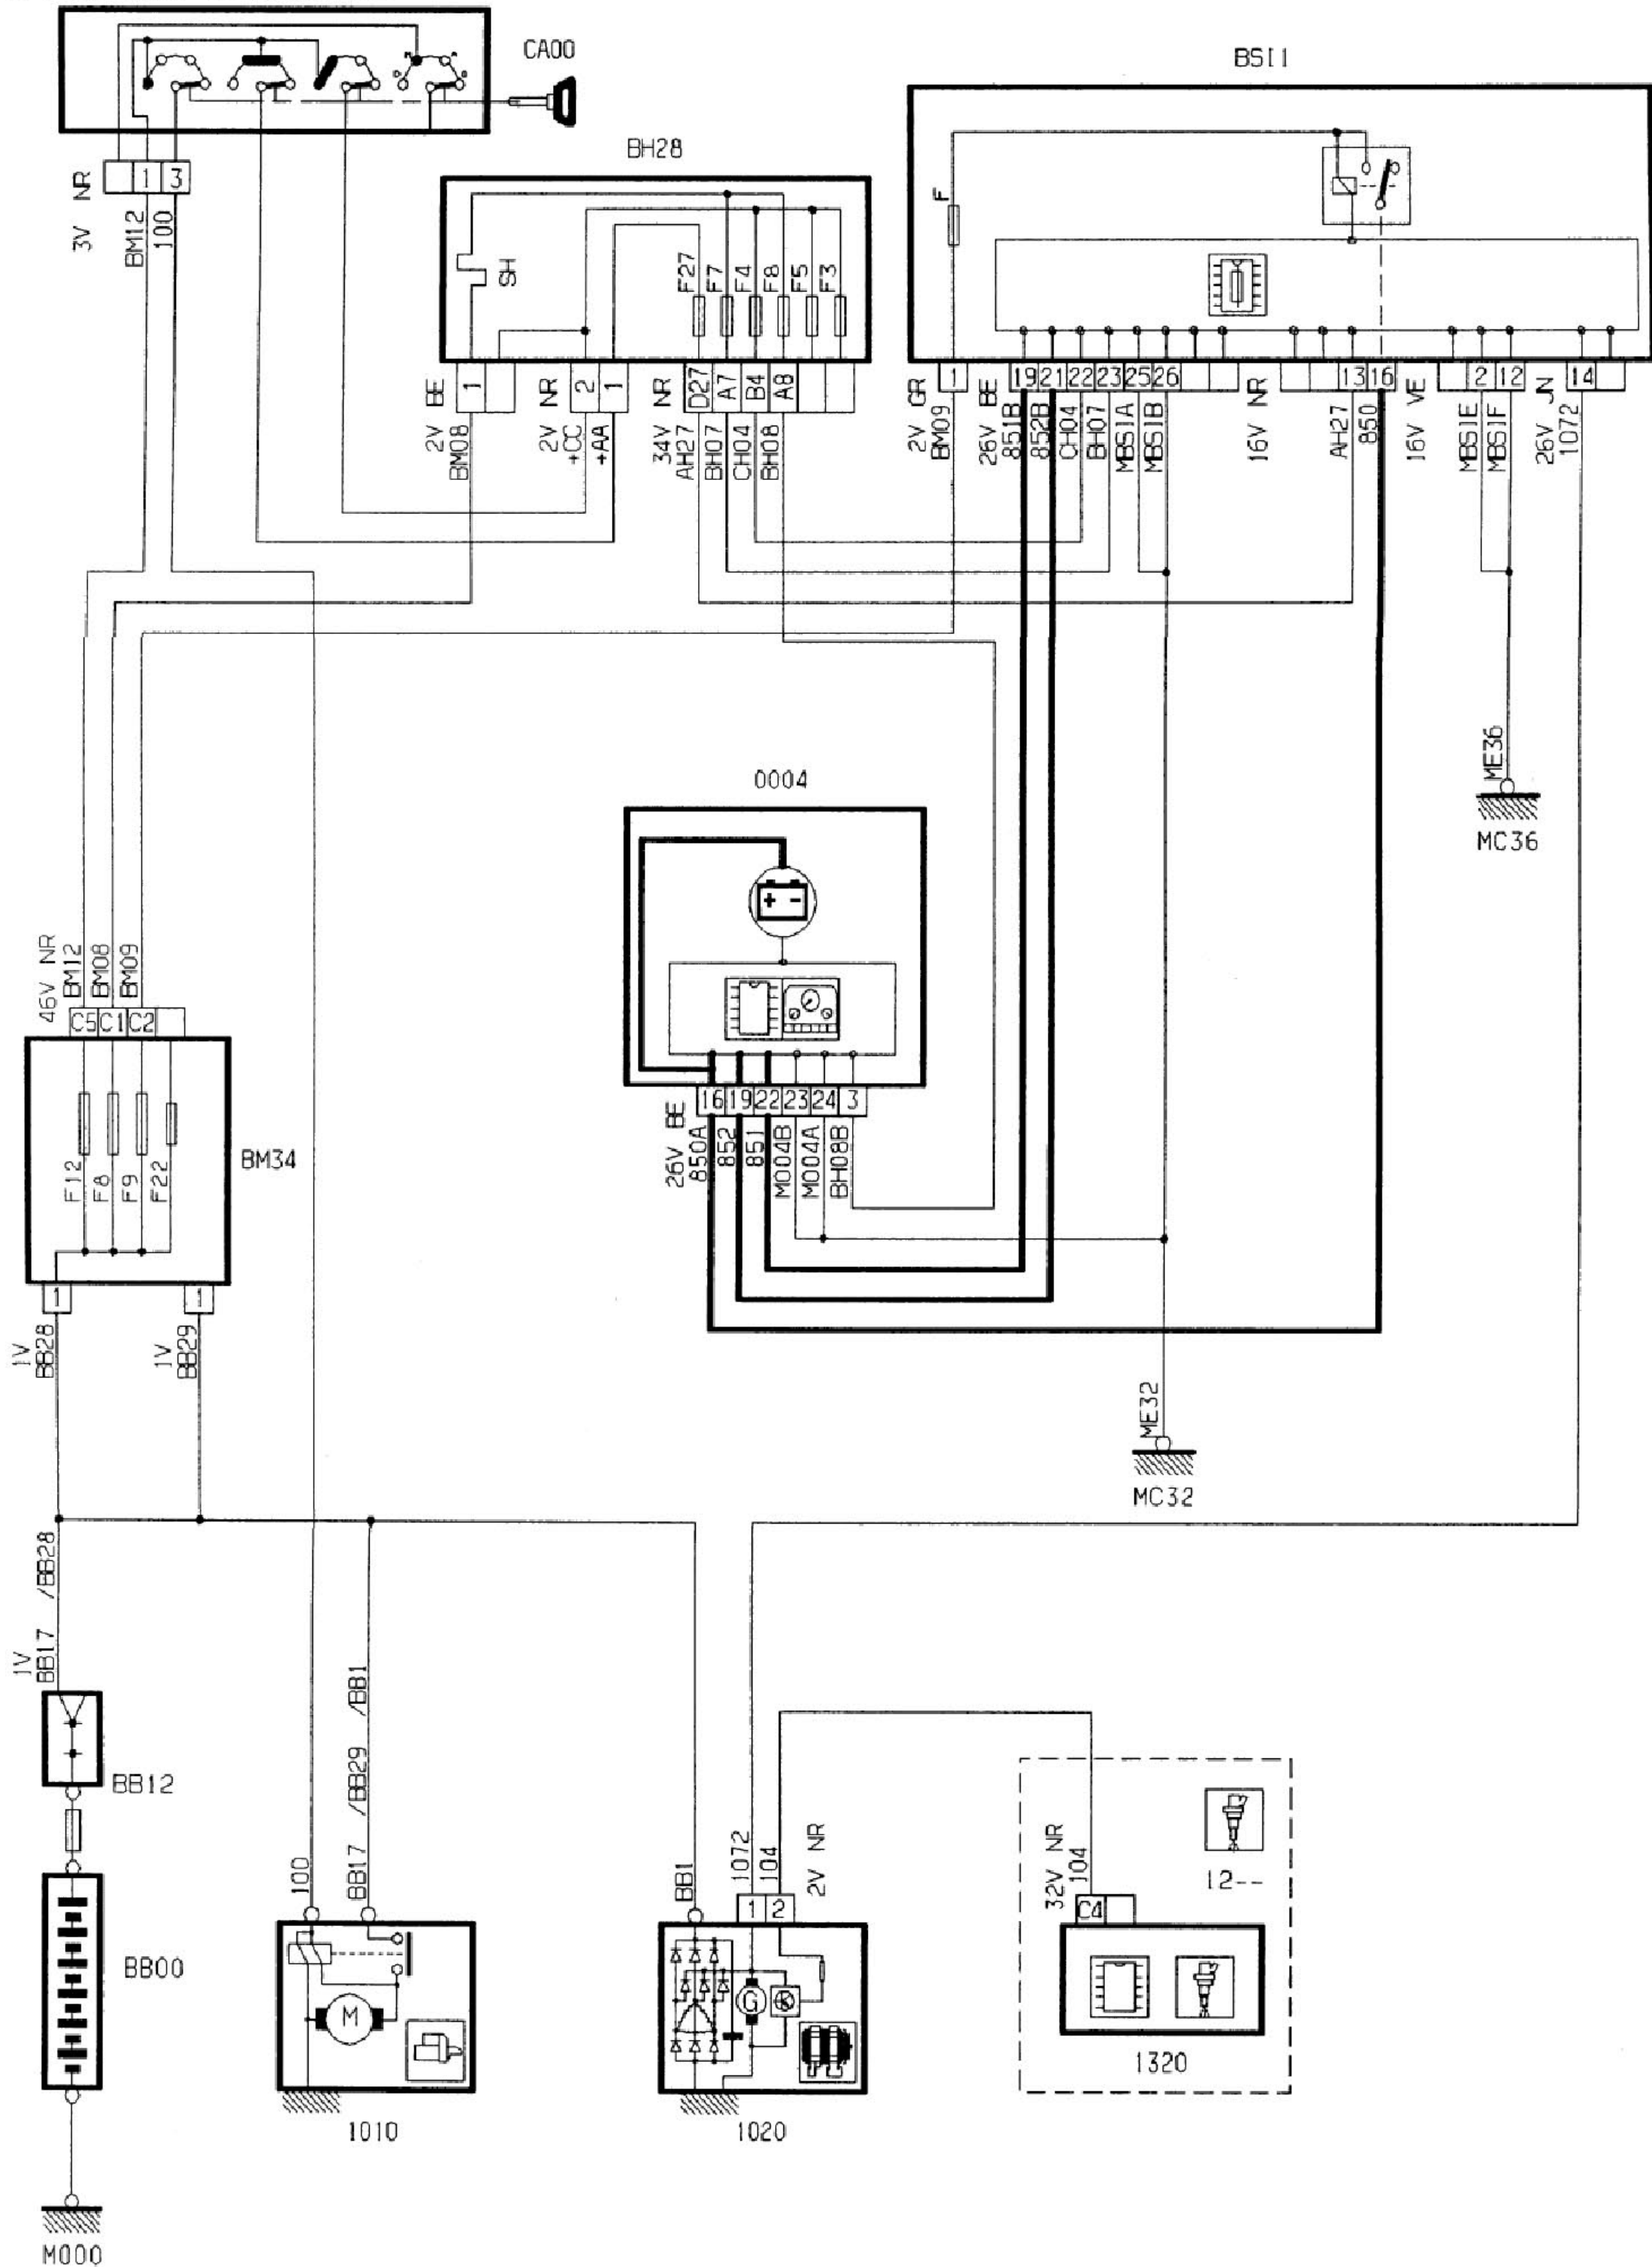 CA00
BSI1
BH28
1 3
3V NR
BM12
100
SH
F27
F7
F4
F8
F5
F3
F
1
2 1
D27 A7 B4 A8
1
19 21 22 23 25 26
13 16
2 12
14
2V BE
BM08
2V NR
+CC
+AA
34V NR
AH27
BH07
CH04
BH08
2V GR
BM09
26V BE
851B
852B
CH04
BH07
MBS1A
MBS1B
16V NR
AH27
850
16V VE
MBS1E
MBS1F
26V JN
1072
ME36
MC36
0004
+ -
16 19 22 23 24 3
26V BE
850A
852
851
M004B
M004A
BH08B
46V NR
BM12
BM08
BM09
C5 C1 C2
F12
F8
F9
F22
BM34
1
1
1V
BB28
1V
BB29
ME32
MC32
1V
BB17 /BB28
BB12
BB00
M000
100
BB17 /BB29 /BB1
M
1010
BB1
1072
104
2V NR
1 2
G
1020
32V NR
104
C4
12--
1320